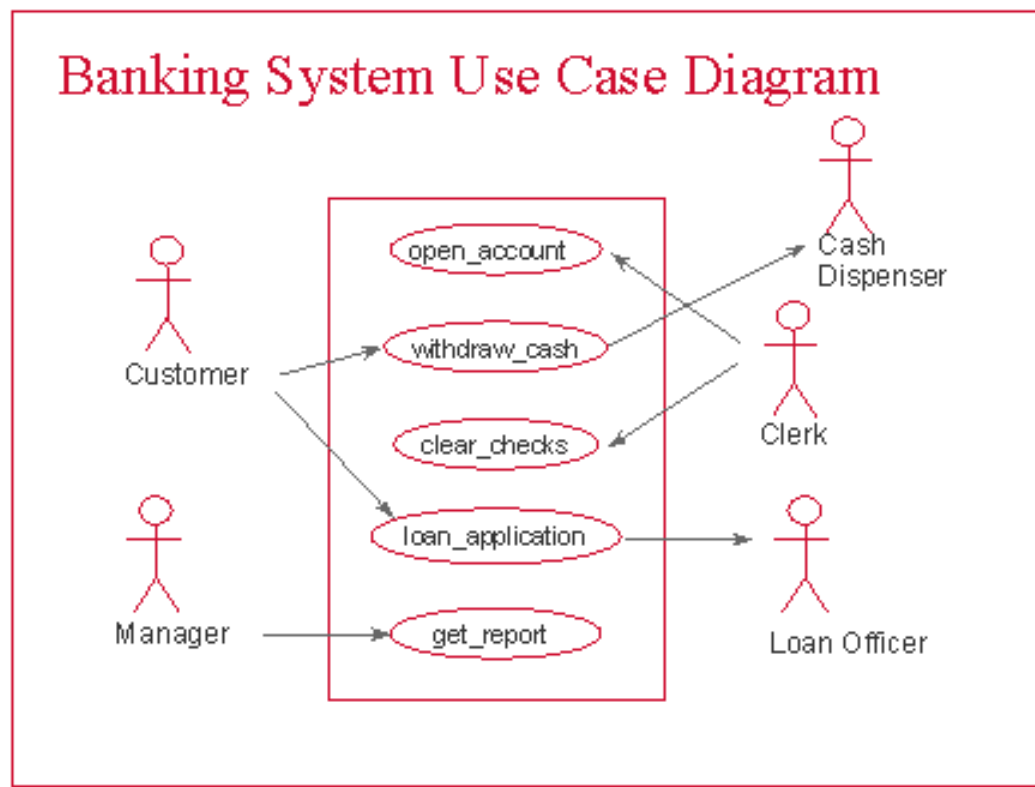 Banking System Use Case Diagram
open_account
Cash
Dispenser
withdraw_cash
Customer
clear_checks
Clerk
loan_application
Manager
get_report
Loan Officer